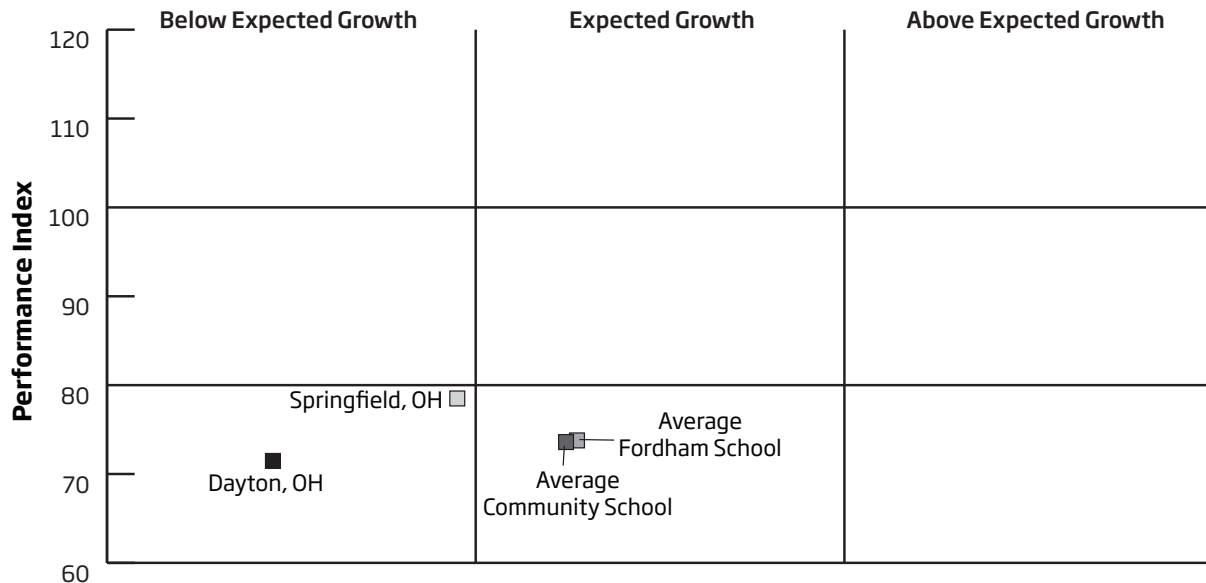 Below Expected Growth
Expected Growth
Above Expected Growth
120
110
100
90
80
70
60
Performance Index
Springfield, OH
Dayton, OH
Average
Fordham School
Average
Community School